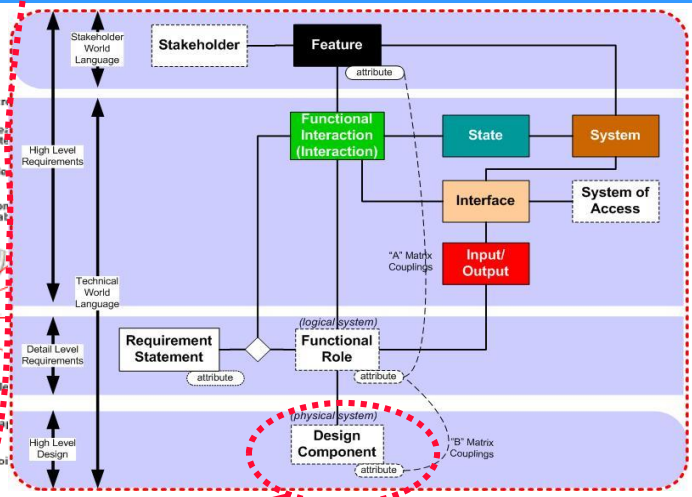 Stakeholder
World
Language
Stakeholder
Feature
attribute
High Level
Requirements
Functional
Interaction
(Interaction)
State
System
Interface
System of
Access
"A" Matrix
Couplings
Input/
Output
Technical
World
Language
Detail Level
Requirements
Requirement
Statement
attribute
(logical system)
Functional
Role
attribute
High Level
Design
(physical system)
Design
Component
attribute
"B" Matrix
Couplings